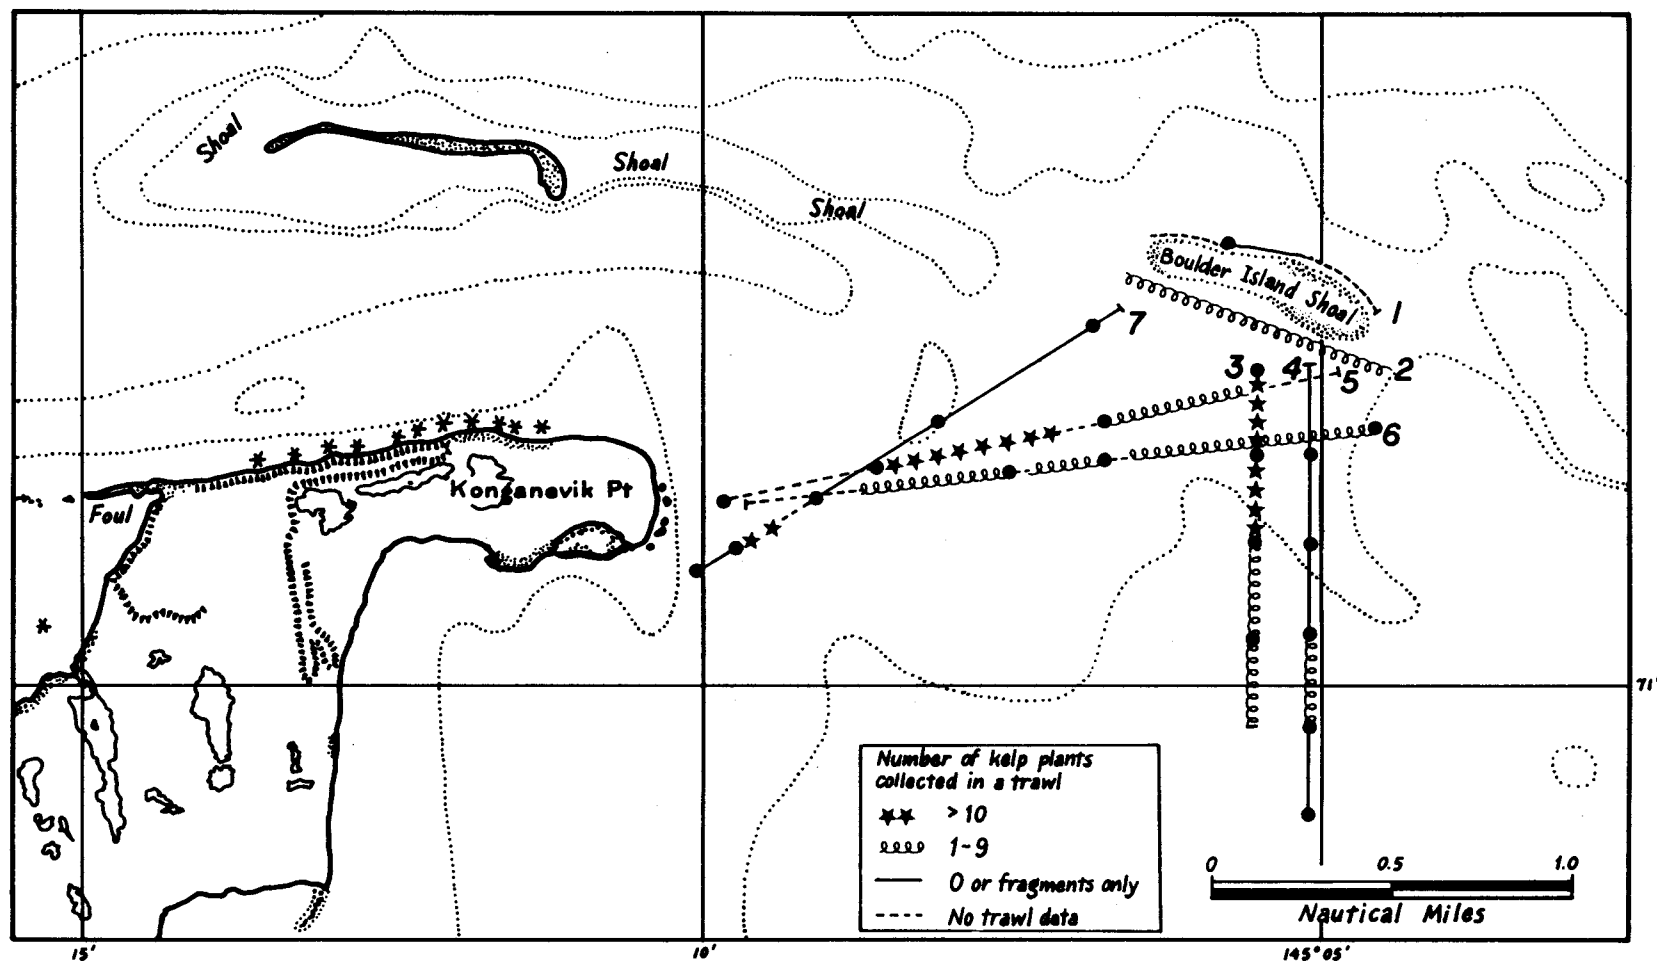 Shoal
Shoal
Shoal
Boulder Island Shoal
1
7
3
4
5
2
6
Konganevik Pt
Foul
71'
Number of kelp plants
collected in a trawl
>10
1-9
0 or fragments only
No trawl data
0 0.5 1.0
Nautical Miles
15' 10' 145° 05'